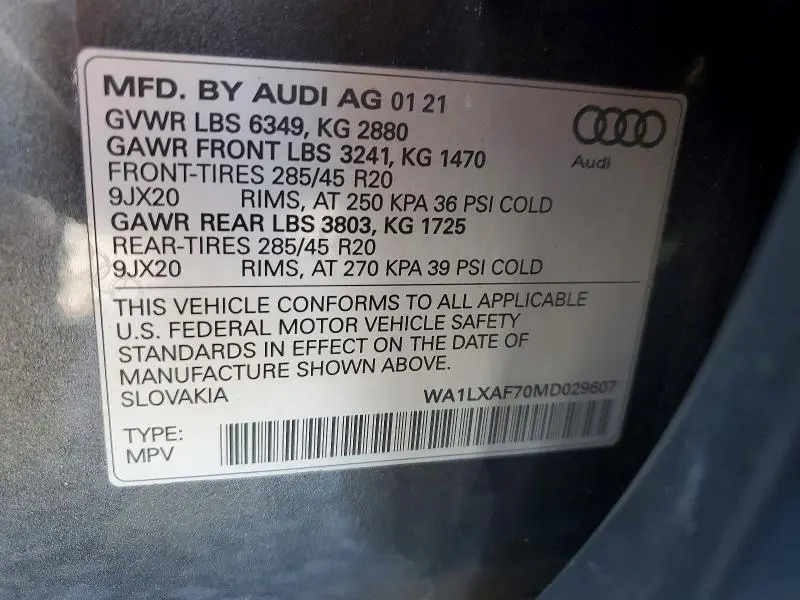 MFD. BY AUDI AG 01 21
GVWR LBS 6349, KG 2880
GAWR FRONT LBS 3241, KG 1470
FRONT-TIRES 285/45 R20
9JX20 RIMS, AT 250 KPA 36 PSI COLD
GAWR REAR LBS 3803, KG 1725
REAR-TIRES 285/45 R20
9JX20 RIMS, AT 270 KPA 39 PSI COLD
Audi
THIS VEHICLE CONFORMS TO ALL APPLICABLE
U.S. FEDERAL MOTOR VEHICLE SAFETY
STANDARDS IN EFFECT ON THE DATE OF
MANUFACTURE SHOWN ABOVE.
SLOVAKIA WA1LXAF70MD029607
TYPE:
MPV